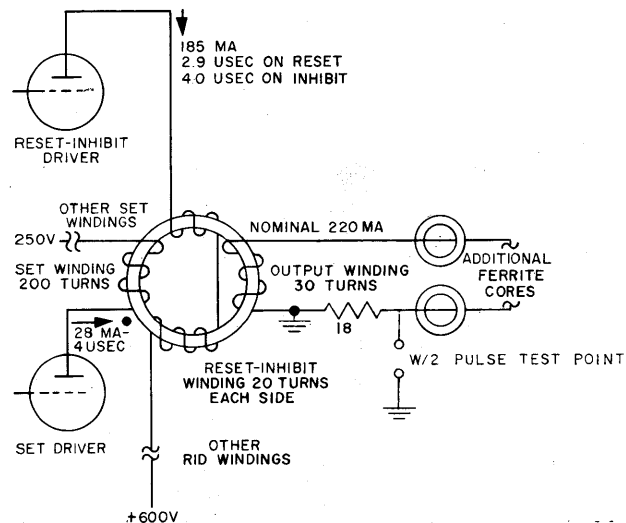 185 MA
2.9 USEC ON RESET
4.0 USEC ON INHIBIT
RESET-INHIBIT
DRIVER
OTHER SET
WINDINGS
250V
NOMINAL 220 MA
SET WINDING
200 TURNS
OUTPUT WINDING
30 TURNS
ADDITIONAL
FERRITE
CORES
28 MA-
4 USEC
18
W/2 PULSE TEST POINT
RESET-INHIBIT
WINDING 20 TURNS
EACH SIDE
SET DRIVER
OTHER
RID WINDINGS
+600V